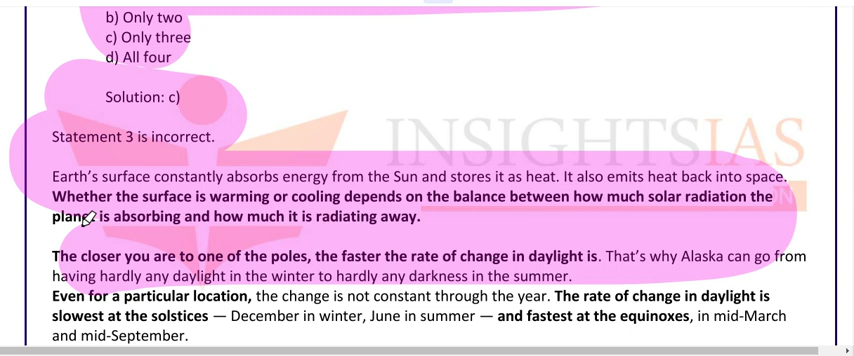 b) Only two
c) Only three
d) All four
Solution: c)
Statement 3 is incorrect.
INSIGHTSIAS
Earth's surface constantly absorbs energy from the Sun and stores it as heat. It also emits heat back into space.
Whether the surface is warming or cooling depends on the balance between how much solar radiation the
is absorbing and how much it is radiating away.
The closer you are to one of the poles, the faster the rate of change in daylight is. That's why Alaska can go from
having hardly any daylight in the winter to hardly any darkness in the summer.
Even for a particular location, the change is not constant through the year. The rate of change in daylight is
slowest at the solstices — December in winter, June in summer — and fastest at the equinoxes, in mid-March
and mid-September.